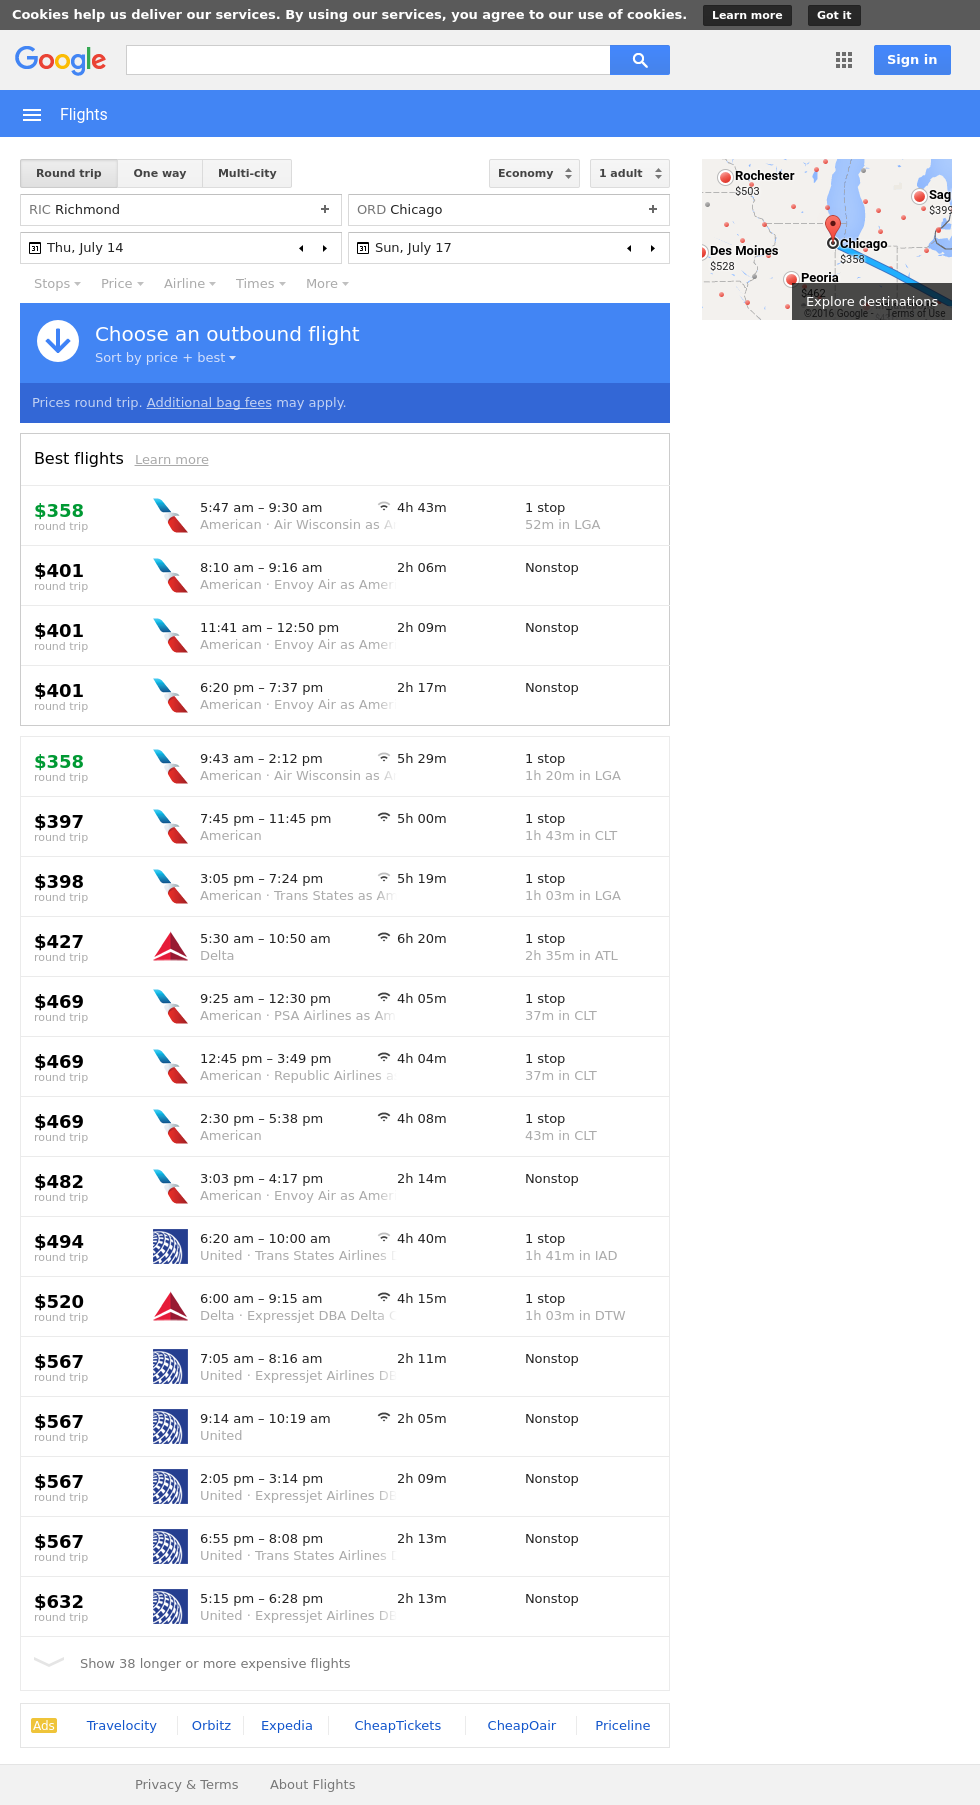 Cookies help us deliver our services. By using our services, you agree to our use of cookies. Learn more Got it
Google Sign in
Flights
Round trip One way Multi-city Economy 1 adult
RIC Richmond + ORD Chicago +
31 Thu, July 14 31 Sun, July 17
Stops Price Airline Times More
Rochester
$503
Sag
$399
Chicago
$358
Des Moines
$528
Peoria
$462
Explore destinations
©2016 Google - Terms of Use
Choose an outbound flight
Sort by price + best
Prices round trip. Additional bag fees may apply.
Best flights Learn more
$358 5:47 am – 9:30 am 4h 43m 1 stop
round trip American · Air Wisconsin as A 52m in LGA
$401 8:10 am – 9:16 am 2h 06m Nonstop
round trip American · Envoy Air as Amer
$401 11:41 am – 12:50 pm 2h 09m Nonstop
round trip American · Envoy Air as Amer
$401 6:20 pm – 7:37 pm 2h 17m Nonstop
round trip American · Envoy Air as Amer
$358 9:43 am – 2:12 pm 5h 29m 1 stop
round trip American · Air Wisconsin as A 1h 20m in LGA
$397 7:45 pm – 11:45 pm 5h 00m 1 stop
round trip American 1h 43m in CLT
$398 3:05 pm – 7:24 pm 5h 19m 1 stop
round trip American · Trans States as Am 1h 03m in LGA
$427 5:30 am – 10:50 am 6h 20m 1 stop
round trip Delta 2h 35m in ATL
$469 9:25 am – 12:30 pm 4h 05m 1 stop
round trip American · PSA Airlines as Am 37m in CLT
$469 12:45 pm – 3:49 pm 4h 04m 1 stop
round trip American · Republic Airlines a 37m in CLT
$469 2:30 pm – 5:38 pm 4h 08m 1 stop
round trip American 43m in CLT
$482 3:03 pm – 4:17 pm 2h 14m Nonstop
round trip American · Envoy Air as Amer
$494 6:20 am – 10:00 am 4h 40m 1 stop
round trip United · Trans States Airlines D 1h 41m in IAD
$520 6:00 am – 9:15 am 4h 15m 1 stop
round trip Delta · Expressjet DBA Delta C 1h 03m in DTW
$567 7:05 am – 8:16 am 2h 11m Nonstop
round trip United · Expressjet Airlines DB
$567 9:14 am – 10:19 am 2h 05m Nonstop
round trip United
$567 2:05 pm – 3:14 pm 2h 09m Nonstop
round trip United · Expressjet Airlines DB
$567 6:55 pm – 8:08 pm 2h 13m Nonstop
round trip United · Trans States Airlines D
$632 5:15 pm – 6:28 pm 2h 13m Nonstop
round trip United · Expressjet Airlines DB
Show 38 longer or more expensive flights
Ads Travelocity Orbitz Expedia CheapTickets CheapOair Priceline
Privacy & Terms About Flights